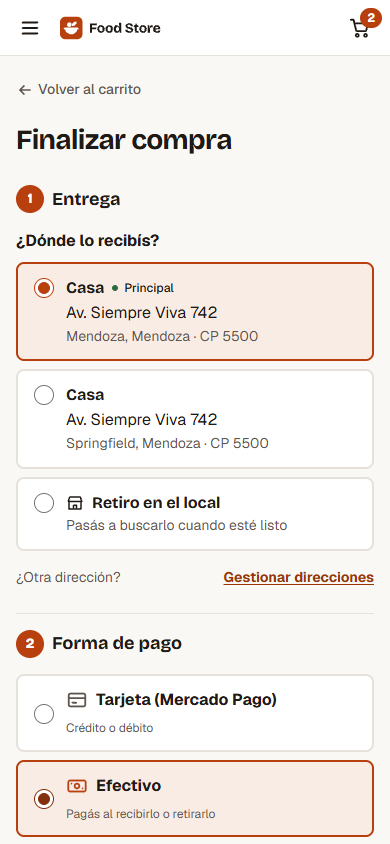 Food Store
2
Volver al carrito
Finalizar compra
1 Entrega
¿Dónde lo recibís?
Casa • Principal
Av. Siempre Viva 742
Mendoza, Mendoza · CP 5500
Casa
Av. Siempre Viva 742
Springfield, Mendoza · CP 5500
Retiro en el local
Pasás a buscarlo cuando esté listo
¿Otra dirección? Gestionar direcciones
2 Forma de pago
Tarjeta (Mercado Pago)
Crédito o débito
Efectivo
Pagás al recibirlo o retirarlo